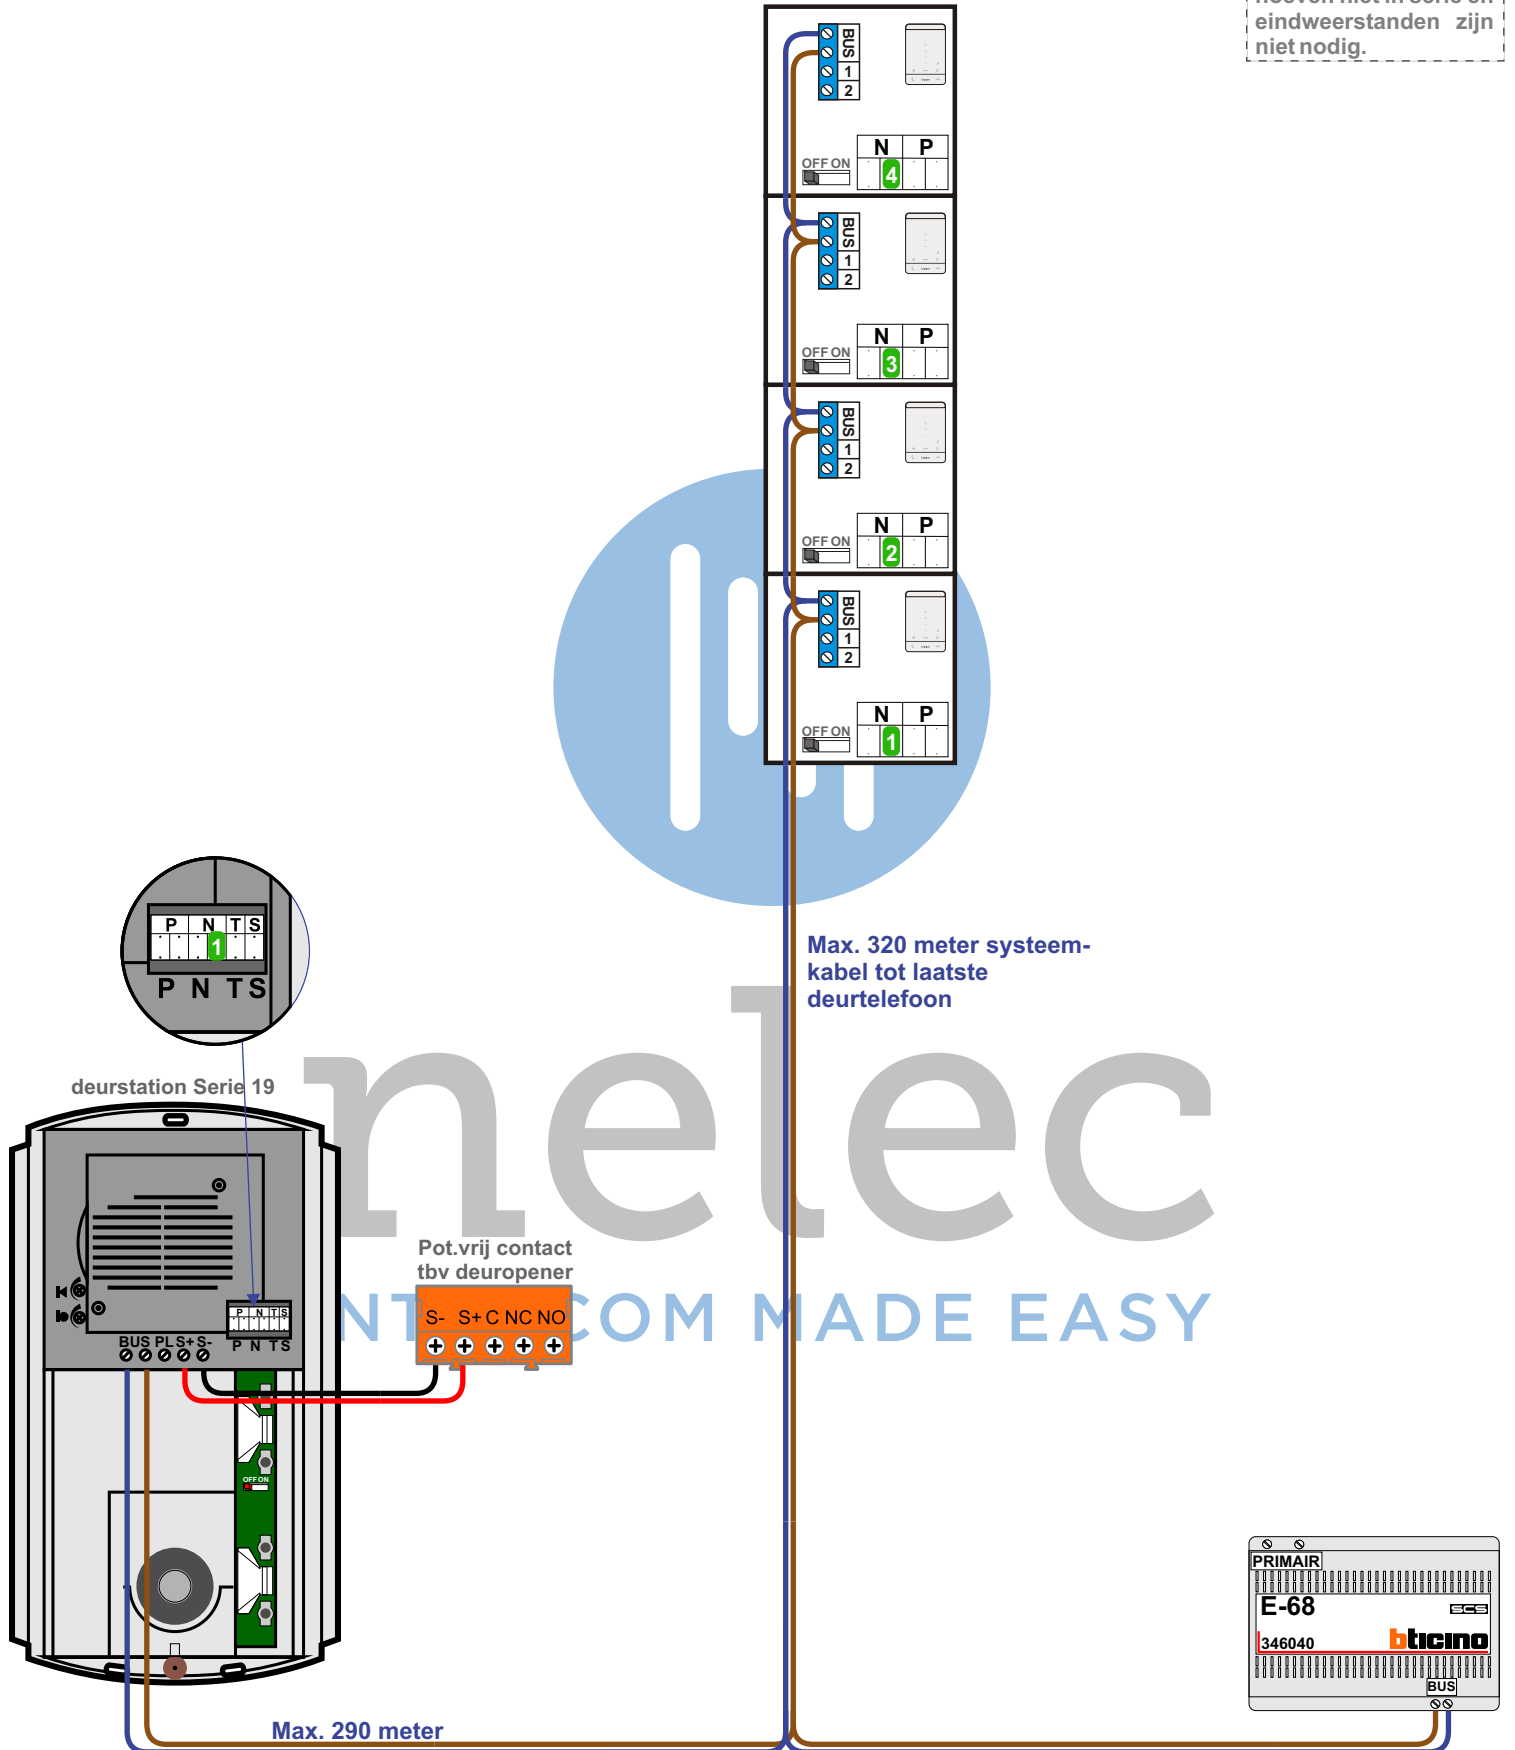 eindweerstanden zijn
niet nodig.
BUS
1
2
OFF ON
N P
4
BUS
1
2
OFF ON
N P
3
BUS
1
2
OFF ON
N P
2
BUS
1
2
OFF ON
N P
1
P N T S
1
P N T S
Max. 320 meter systeem-
kabel tot laatste
deurtelefoon
nelec
COM MADE EASY
deurstation Serie 19
Pot.vrij contact
tbv deuropener
S- S+ C NC NO
P N T S
P N T S
BUS PL S+ S-
OFF ON
PRIMAIR
E-68
SCS
346040
bticino
BUS
Max. 290 meter